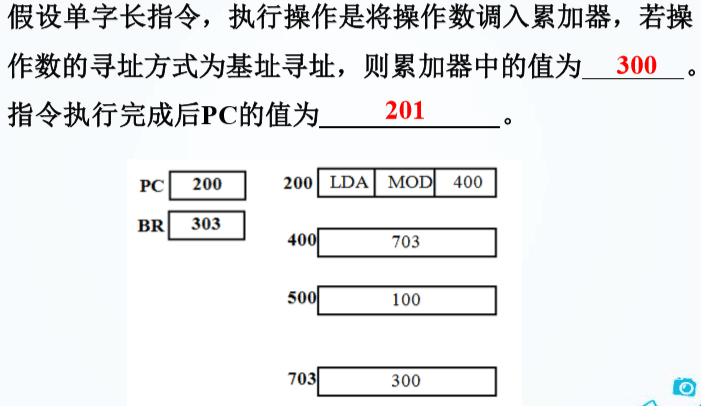 假设单字长指令，执行操作是将操作数调入累加器，若操
作数的寻址方式为基址寻址，则累加器中的值为 300 。
指令执行完成后PC的值为 201 。
PC 200 200 LDA MOD 400
BR 303
400 703
500 100
703 300